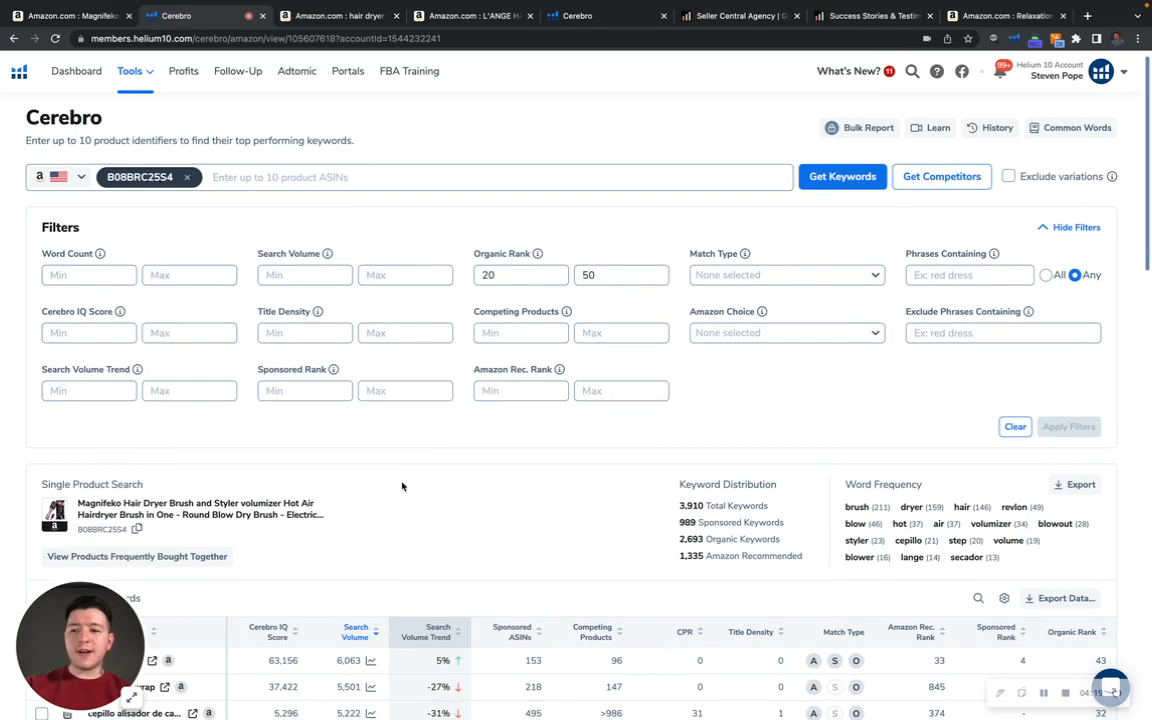 Amazon.com : Magnifeko
Cerebro
Amazon.com : hair dryer
Amazon.com : L'ANGE HA
Cerebro
Seller Central Agency | G
Success Stories & Testim
Amazon.com : Relaxation
members.helium10.com/cerebro/amazon/view/105607618?accountId=1544232241
Dashboard Tools Profits Follow-Up Adtomic Portals FBA Training
What's New? 11
99+
Helium 10 Account
Steven Pope
Cerebro
Enter up to 10 product identifiers to find their top performing keywords.
Bulk Report Learn History Common Words
a B08BRC25S4 × Enter up to 10 product ASINs
Get Keywords Get Competitors Exclude variations
Filters
Hide Filters
Word Count Search Volume Organic Rank Match Type Phrases Containing
Min Max Min Max 20 50 None selected Ex: red dress All Any
Cerebro IQ Score Title Density Competing Products Amazon Choice Exclude Phrases Containing
Min Max Min Max Min Max None selected Ex: red dress
Search Volume Trend Sponsored Rank Amazon Rec. Rank
Min Max Min Max Min Max
Clear Apply Filters
Single Product Search
Magnifeko Hair Dryer Brush and Styler volumizer Hot Air
Hairdryer Brush in One - Round Blow Dry Brush - Electric...
B08BRC25S4
View Products Frequently Bought Together
Keyword Distribution
3,910 Total Keywords
989 Sponsored Keywords
2,693 Organic Keywords
1,335 Amazon Recommended
Word Frequency
Export
brush (211) dryer (159) hair (146) revlon (49)
blow (46) hot (37) air (37) volumizer (34) blowout (28)
styler (23) cepillo (21) step (20) volume (19)
blower (16) lange (14) secador (13)
Export Data...
Cerebro IQ Score Search Volume Search Volume Trend Sponsored ASINs Competing Products CPR Title Density Match Type Amazon Rec. Rank Sponsored Rank Organic Rank
a 63,156 6,063 5% 153 96 0 0 A S O 33 4 43
wrap a 37,422 5,501 -27% 218 147 0 0 A S O 845
cepillo alisador de ca... a 5,296 5,222 -31% 495 >986 31 1 A S O 374 - 32